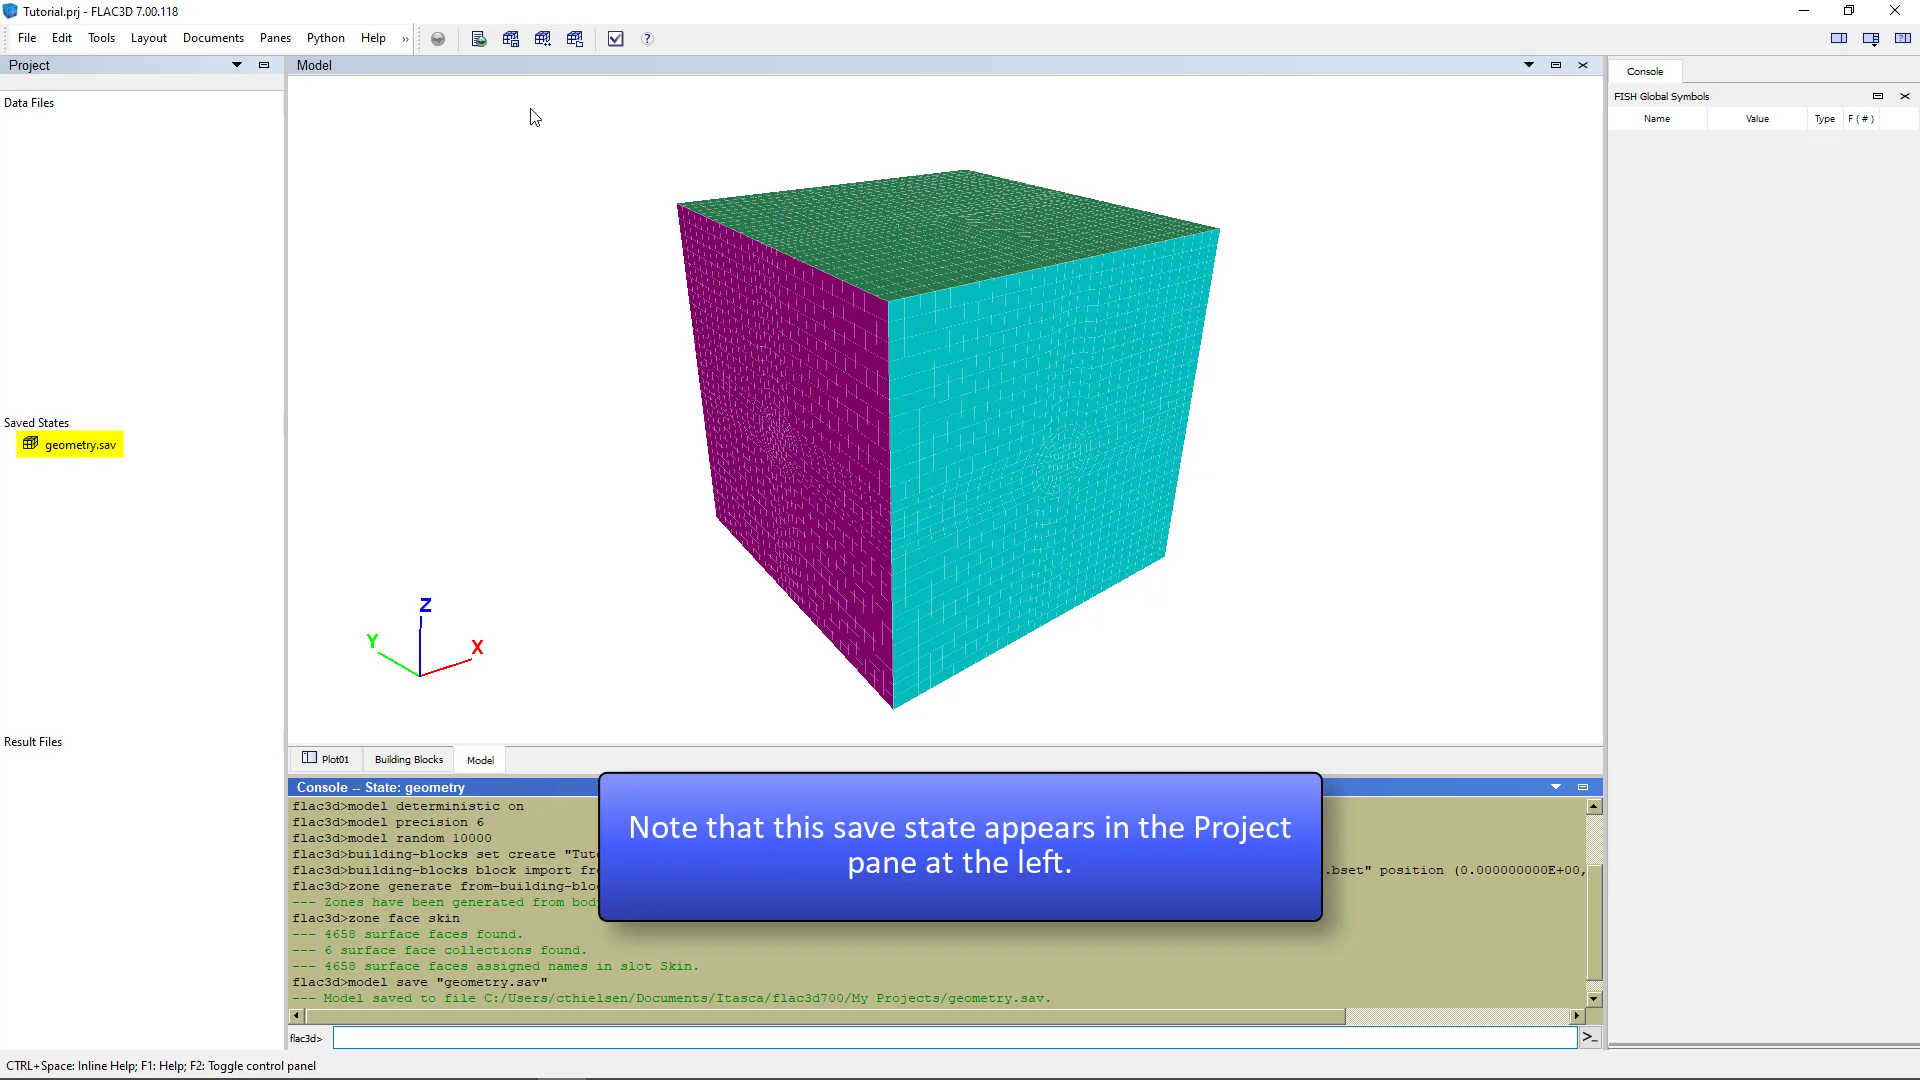 Tutorial.prj - FLAC3D 7.00.118
File Edit Tools Layout Documents Panes Python Help »
Project
Model
Console
FISH Global Symbols
Name Value Type F ( # )
Data Files
Saved States
geometry.sav
Result Files
Z
Y
X
Plot01 Building Blocks Model
Console -- State: geometry
flac3d>model deterministic on
flac3d>model precision 6
flac3d>model random 10000
flac3d>building-blocks set create "Tut
flac3d>building-blocks block import fr .bset" position (0.000000000E+00,
flac3d>zone generate from-building-blo
--- Zones have been generated from bod
flac3d>zone face skin
--- 4658 surface faces found.
--- 6 surface face collections found.
--- 4658 surface faces assigned names in slot Skin.
flac3d>model save "geometry.sav"
--- Model saved to file C:/Users/cthielsen/Documents/Itasca/flac3d700/My Projects/geometry.sav.
Note that this save state appears in the Project
pane at the left.
flac3d>
CTRL+Space: Inline Help; F1: Help; F2: Toggle control panel